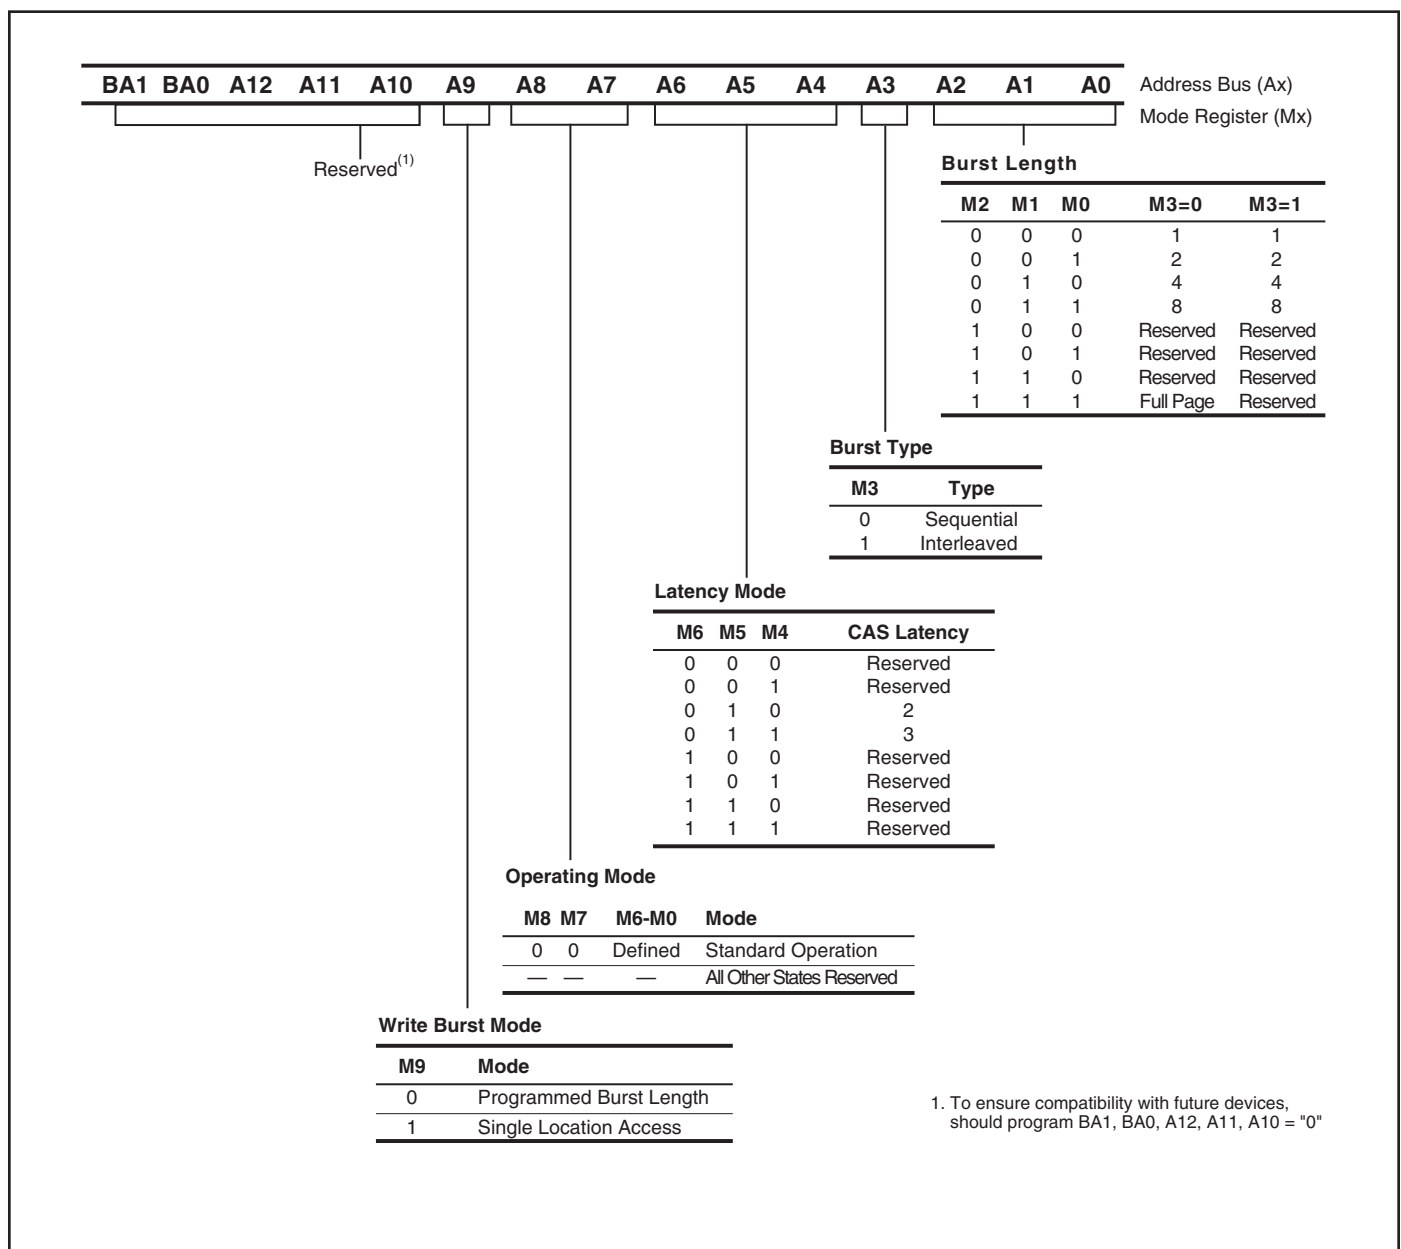 BA1 BA0 A12 A11 A10 A9 A8 A7 A6 A5 A4 A3 A2 A1 A0 Address Bus (Ax)
Mode Register (Mx)
Reserved(1)
Burst Length
M2 M1 M0 M3=0 M3=1
0 0 0 1 1
0 0 1 2 2
0 1 0 4 4
0 1 1 8 8
1 0 0 Reserved Reserved
1 0 1 Reserved Reserved
1 1 0 Reserved Reserved
1 1 1 Full Page Reserved
Burst Type
M3 Type
0 Sequential
1 Interleaved
Latency Mode
M6 M5 M4 CAS Latency
0 0 0 Reserved
0 0 1 Reserved
0 1 0 2
0 1 1 3
1 0 0 Reserved
1 0 1 Reserved
1 1 0 Reserved
1 1 1 Reserved
Operating Mode
M8 M7 M6-M0 Mode
0 0 Defined Standard Operation
— — — All Other States Reserved
Write Burst Mode
M9 Mode
0 Programmed Burst Length
1 Single Location Access
1. To ensure compatibility with future devices,
should program BA1, BA0, A12, A11, A10 = "0"